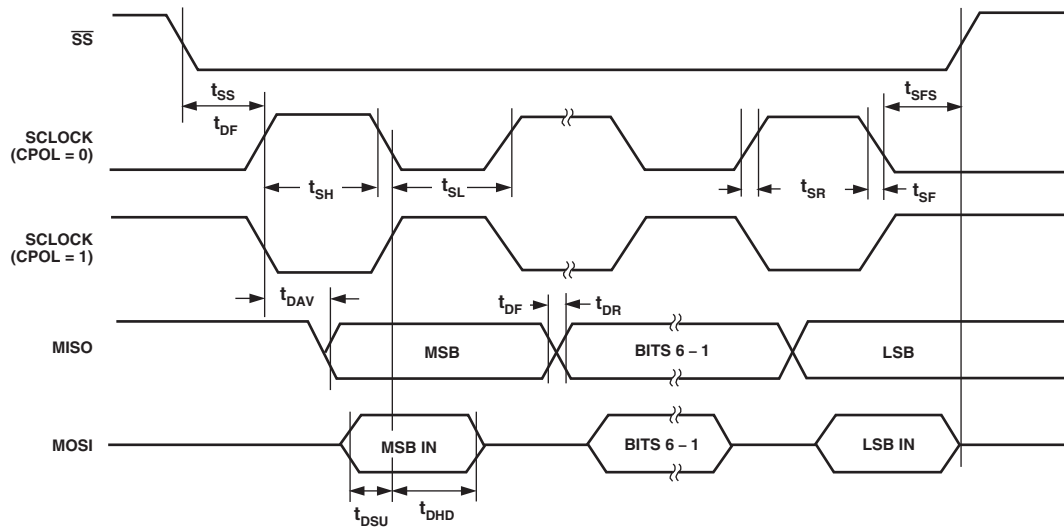 SS
tSS
tDF
tSFS
SCLOCK
(CPOL = 0)
tSH
tSL
tSR
tSF
SCLOCK
(CPOL = 1)
tDAV
tDF
tDR
MISO
MSB
BITS 6 – 1
LSB
MOSI
MSB IN
BITS 6 – 1
LSB IN
tDSU
tDHD